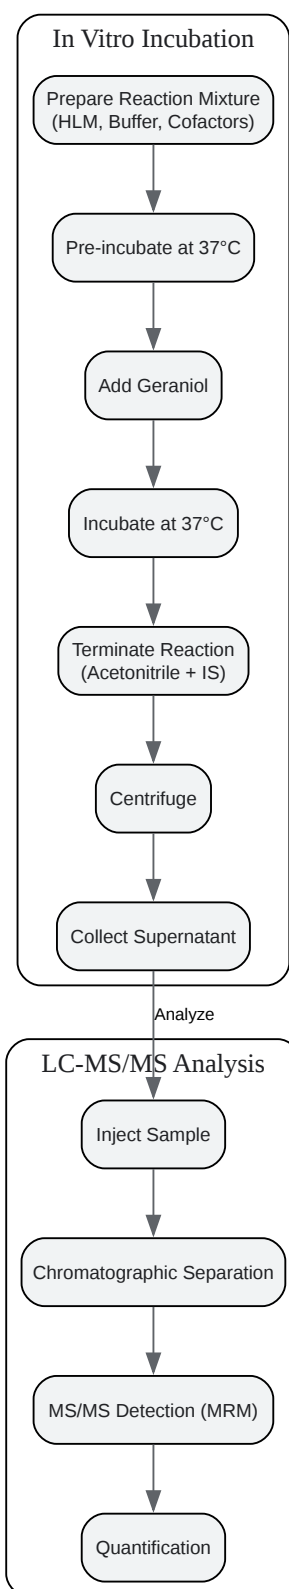 In Vitro Incubation
Prepare Reaction Mixture
(HLM, Buffer, Cofactors)
Pre-incubate at 37°C
Add Geraniol
Incubate at 37°C
Terminate Reaction
(Acetonitrile + IS)
Centrifuge
Collect Supernatant
Analyze
LC-MS/MS Analysis
Inject Sample
Chromatographic Separation
MS/MS Detection (MRM)
Quantification